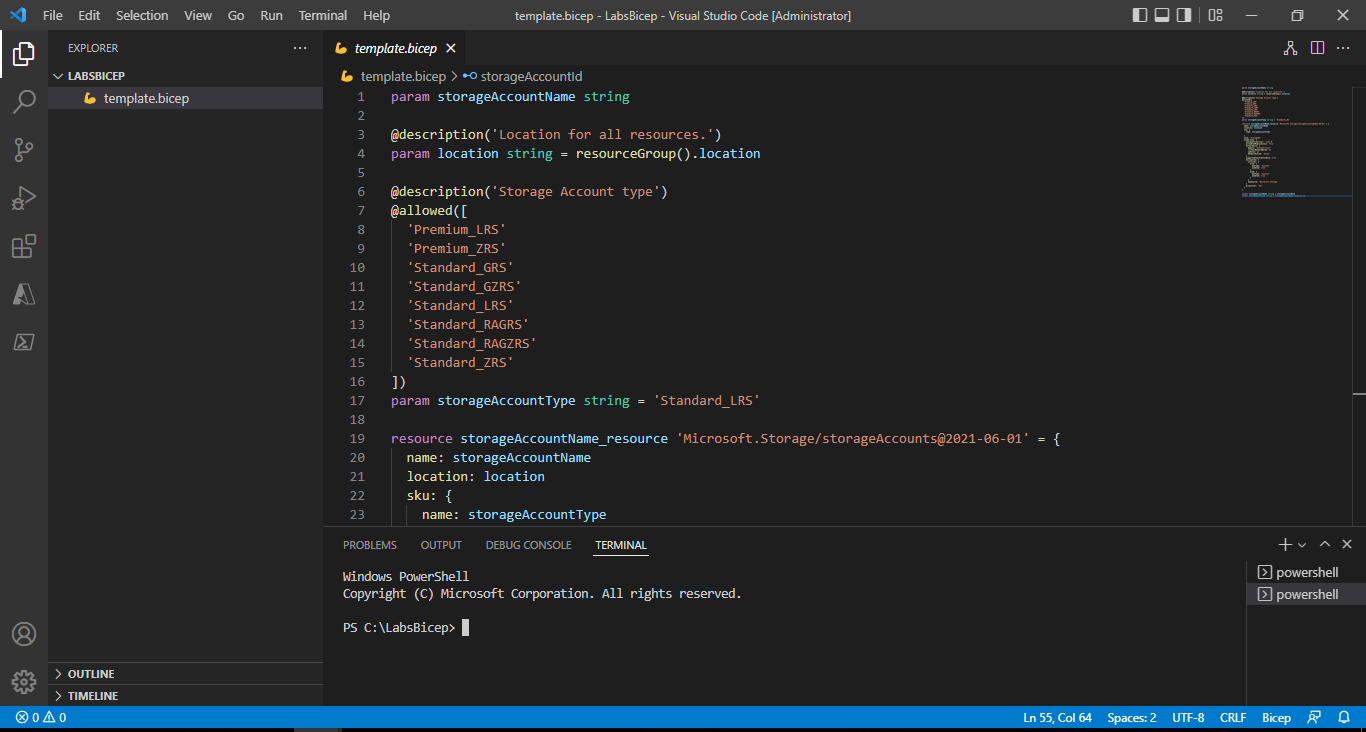 File Edit Selection View Go Run Terminal Help
template.bicep - LabsBicep - Visual Studio Code [Administrator]
EXPLORER
LABSBICEP
template.bicep
OUTLINE
TIMELINE
template.bicep
template.bicep > storageAccountId
1 param storageAccountName string
2
3 @description('Location for all resources.')
4 param location string = resourceGroup().location
5
6 @description('Storage Account type')
7 @allowed([
8 'Premium_LRS'
9 'Premium_ZRS'
10 'Standard_GRS'
11 'Standard_GZRS'
12 'Standard_LRS'
13 'Standard_RAGRS'
14 'Standard_RAGZRS'
15 'Standard_ZRS'
16 ])
17 param storageAccountType string = 'Standard_LRS'
18
19 resource storageAccountName_resource 'Microsoft.Storage/storageAccounts@2021-06-01' = {
20 name: storageAccountName
21 location: location
22 sku: {
23 name: storageAccountType
PROBLEMS OUTPUT DEBUG CONSOLE TERMINAL
Windows PowerShell
Copyright (C) Microsoft Corporation. All rights reserved.
PS C:\LabsBicep>
powershell
powershell
0 0
Ln 55, Col 64 Spaces: 2 UTF-8 CRLF Bicep